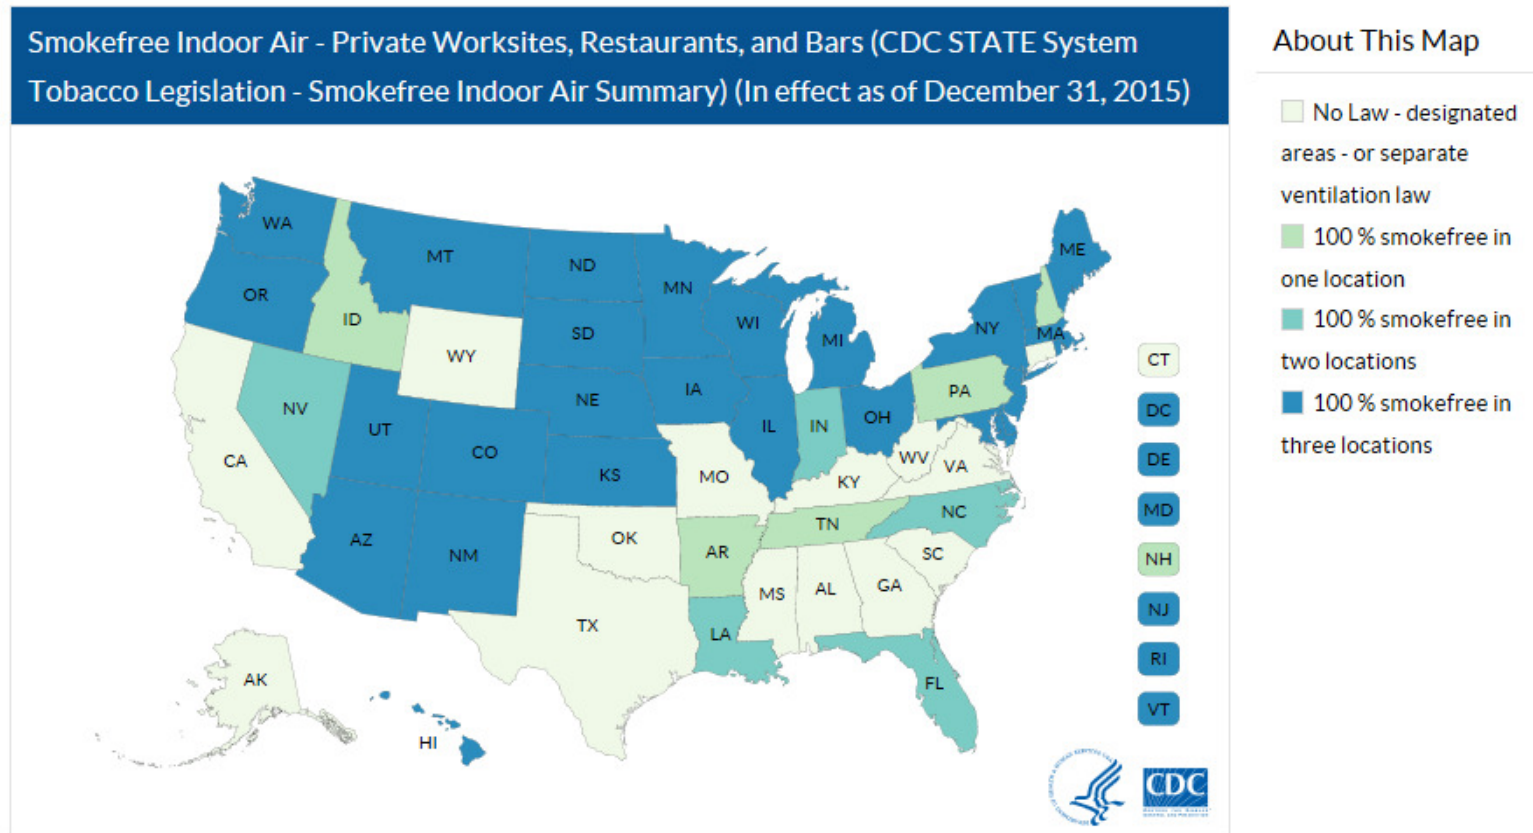 Smokefree Indoor Air - Private Worksites, Restaurants, and Bars (CDC STATE System
Tobacco Legislation - Smokefree Indoor Air Summary) (In effect as of December 31, 2015)
About This Map
No Law - designated
areas - or separate
ventilation law
100 % smokefree in
one location
100 % smokefree in
two locations
100 % smokefree in
three locations
WA
MT
ND
MN
ME
OR
ID
SD
WI
MI
NY
MA
WY
NE
IA
PA
NV
UT
CO
IL
IN
OH
CA
KS
MO
KY
WV
VA
AZ
NM
OK
AR
TN
NC
SC
TX
LA
MS
AL
GA
FL
AK
HI
CT
DC
DE
MD
NH
NJ
RI
VT
CDC